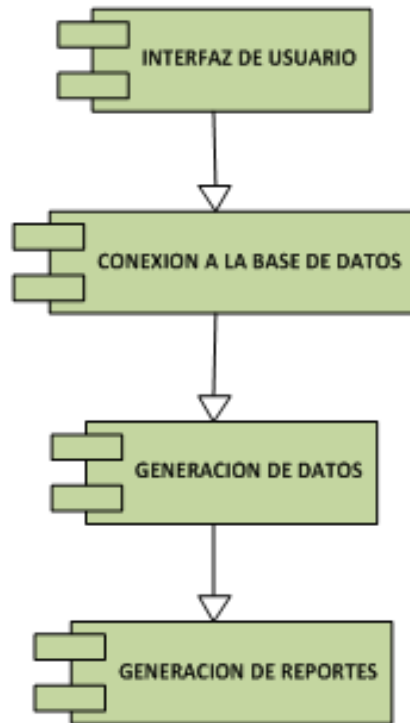 INTERFAZ DE USUARIO
CONEXION A LA BASE DE DATOS
GENERACION DE DATOS
GENERACION DE REPORTES